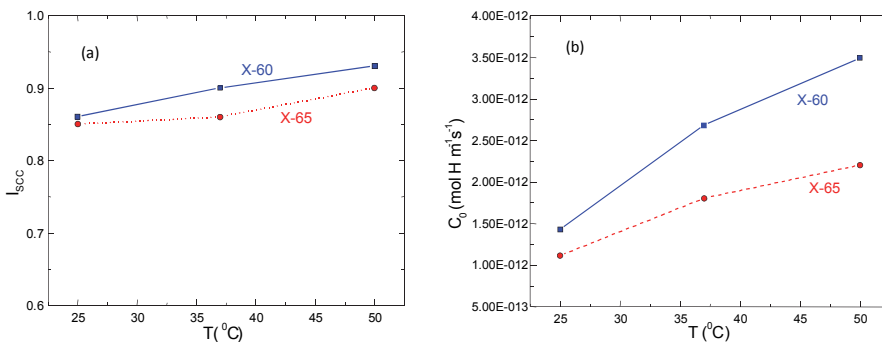 (a)
X-60
X-65
I_SCC
1.0
0.9
0.8
0.7
0.6
25 30 35 40 45 50
T(⁰C)
(b)
X-60
X-65
C₀ (mol H m⁻¹s⁻¹)
4.00E-012
3.50E-012
3.00E-012
2.50E-012
2.00E-012
1.50E-012
1.00E-012
5.00E-013
25 30 35 40 45 50
T (⁰C)